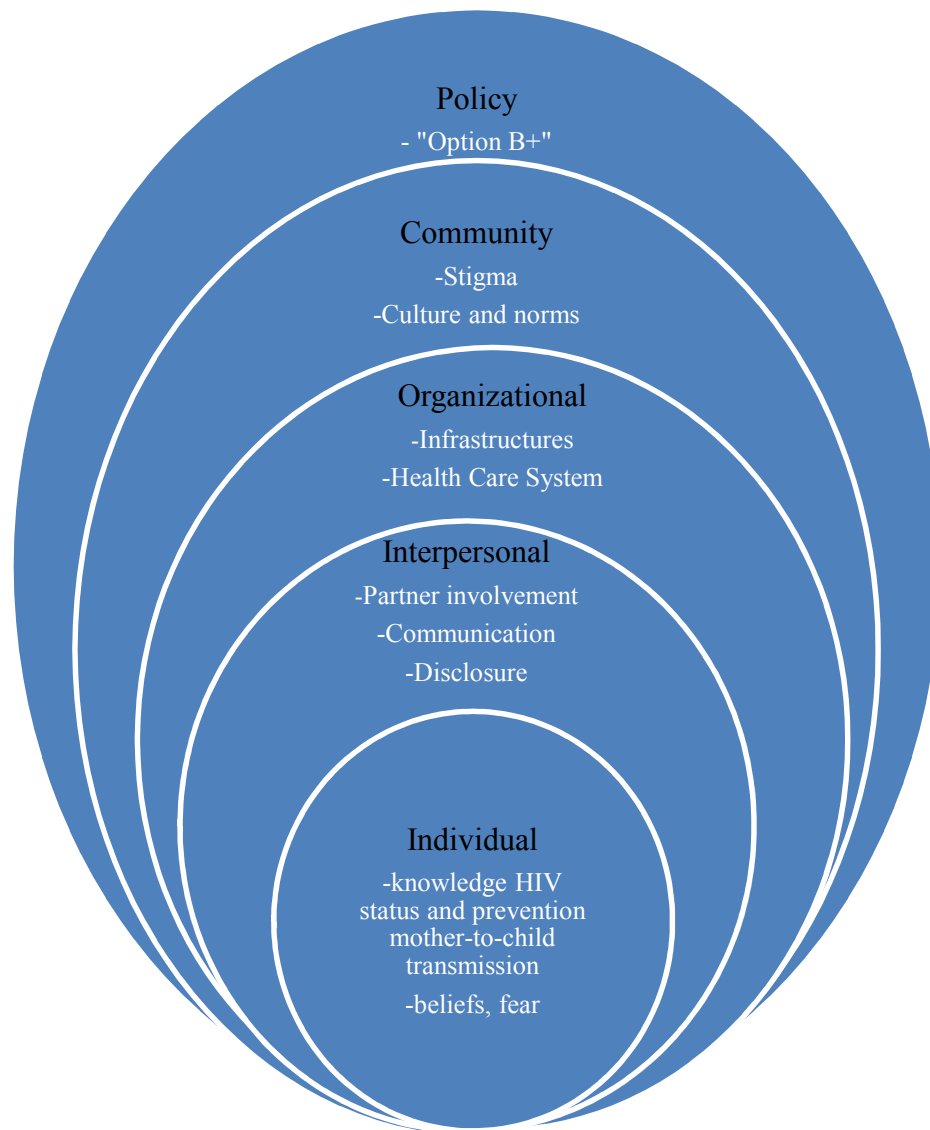 Policy
- "Option B+"
Community
-Stigma
-Culture and norms
Organizational
-Infrastructures
-Health Care System
Interpersonal
-Partner involvement
-Communication
-Disclosure
Individual
-knowledge HIV
status and prevention
mother-to-child
transmission
-beliefs, fear